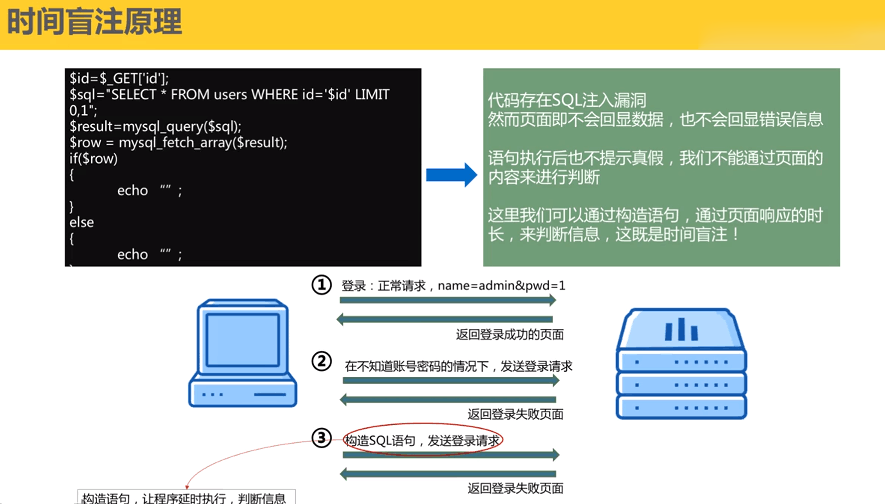 时间盲注原理
$id=$_GET['id'];
$sql="SELECT * FROM users WHERE id='$id' LIMIT
0,1";
$result=mysql_query($sql);
$row = mysql_fetch_array($result);
if($row)
{
echo “”;
}
else
{
echo “”;
代码存在SQL注入漏洞
然而页面即不会回显数据，也不会回显错误信息
语句执行后也不提示真假，我们不能通过页面的
内容来进行判断
这里我们可以通过构造语句，通过页面响应的时
长，来判断信息，这既是时间盲注！
① 登录：正常请求，name=admin&pwd=1
返回登录成功的页面
② 在不知道账号密码的情况下，发送登录请求
返回登录失败页面
③ 构造SQL语句，发送登录请求
返回登录失败页面
构造语句，让程序延时执行，判断信息